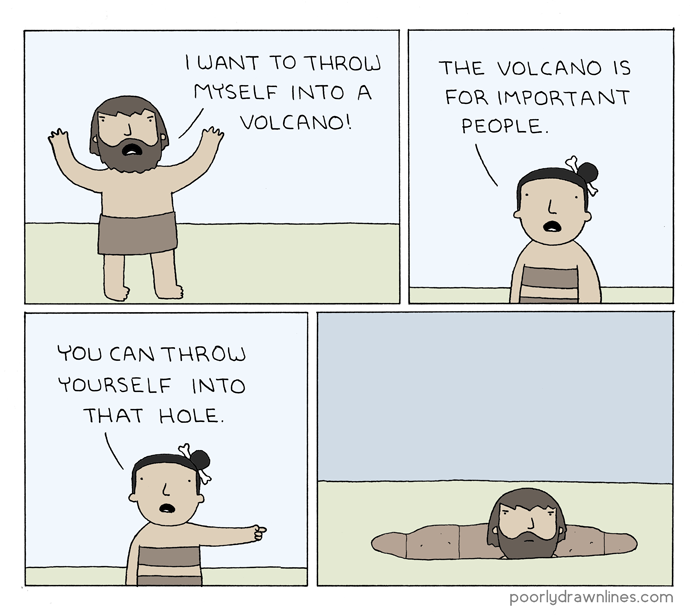 I WANT TO THROW
MYSELF INTO A
VOLCANO!
THE VOLCANO IS
FOR IMPORTANT
PEOPLE.
YOU CAN THROW
YOURSELF INTO
THAT HOLE.
poorlydrawnlines.com